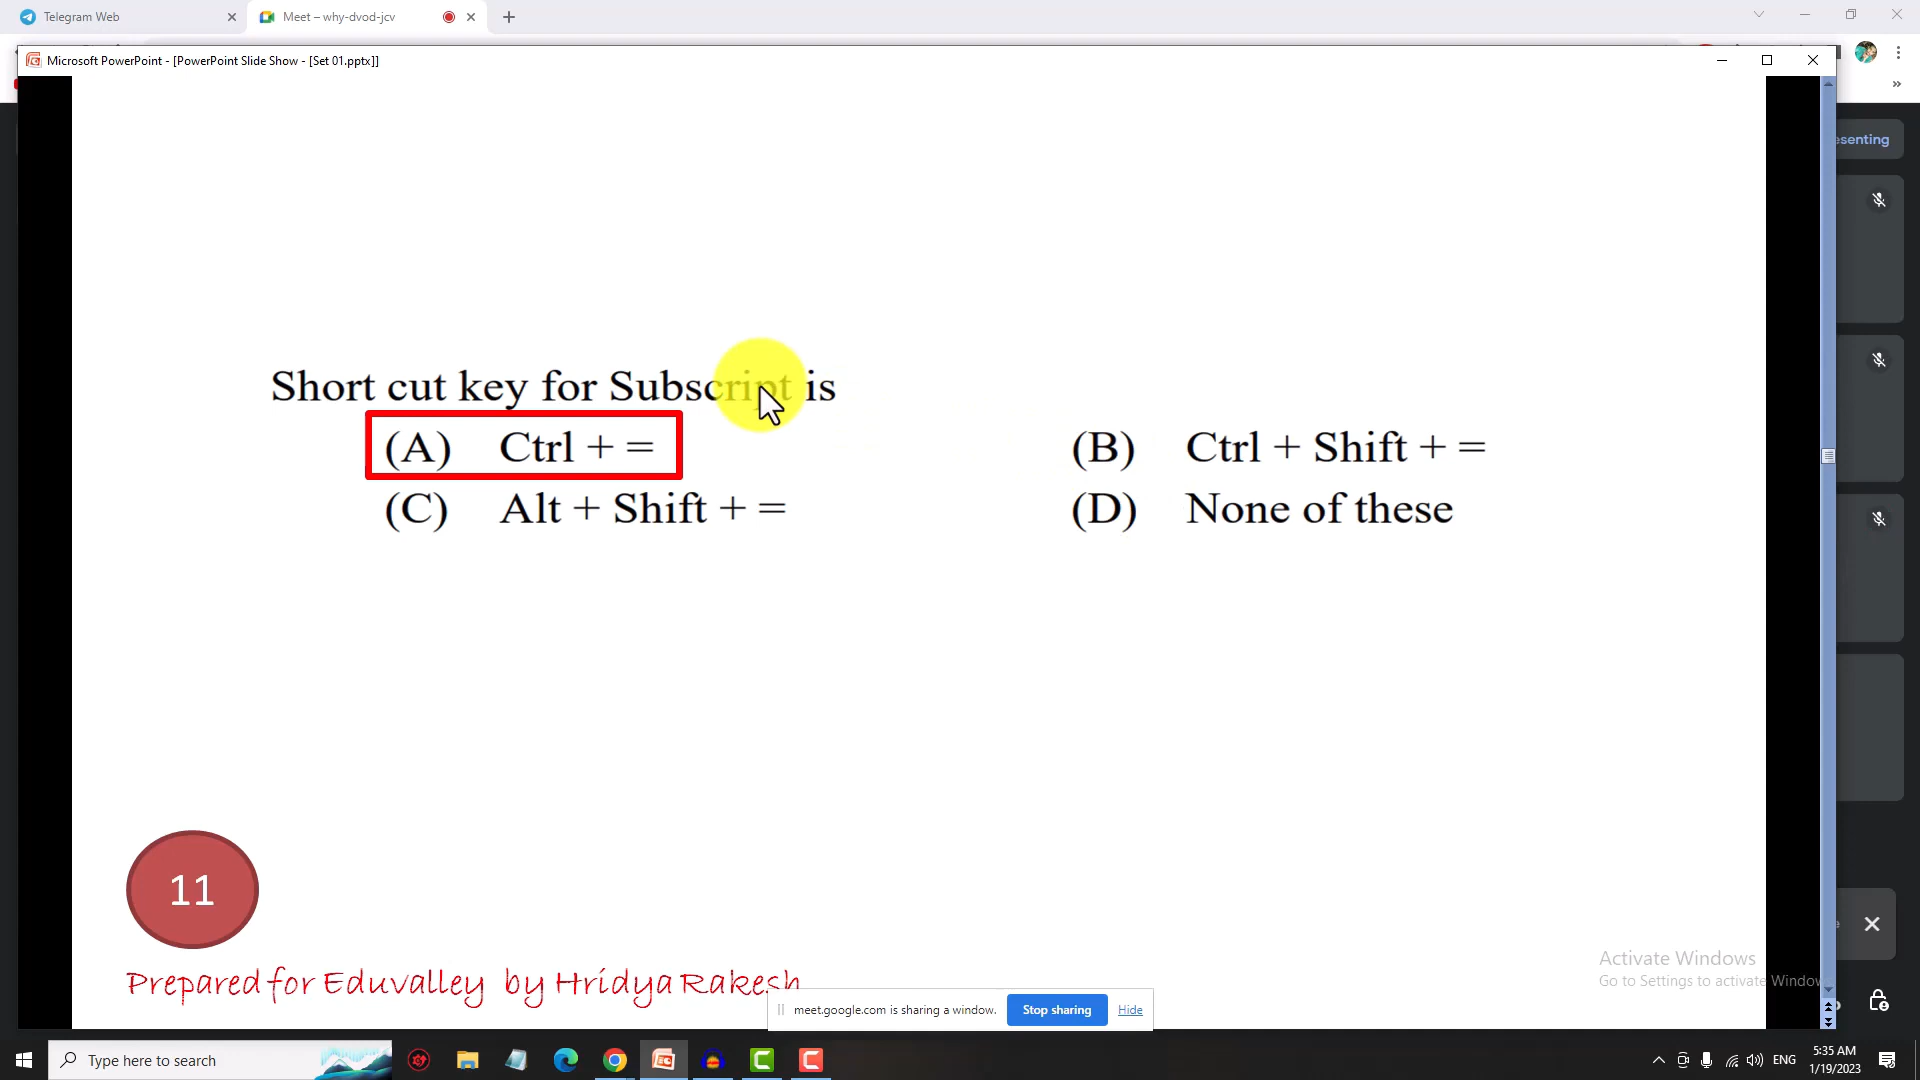 Telegram Web
Meet – why-dvod-jcv
Microsoft PowerPoint - [PowerPoint Slide Show - [Set 01.pptx]]
esenting
Short cut key for Subscript is
(A) Ctrl + =
(B) Ctrl + Shift + =
(C) Alt + Shift + =
(D) None of these
11
Prepared for Eduvalley by Hridya Rakesh
Activate Windows
Go to Settings to activate Window
meet.google.com is sharing a window.
Stop sharing
Hide
Type here to search
ENG
5:35 AM
1/19/2023